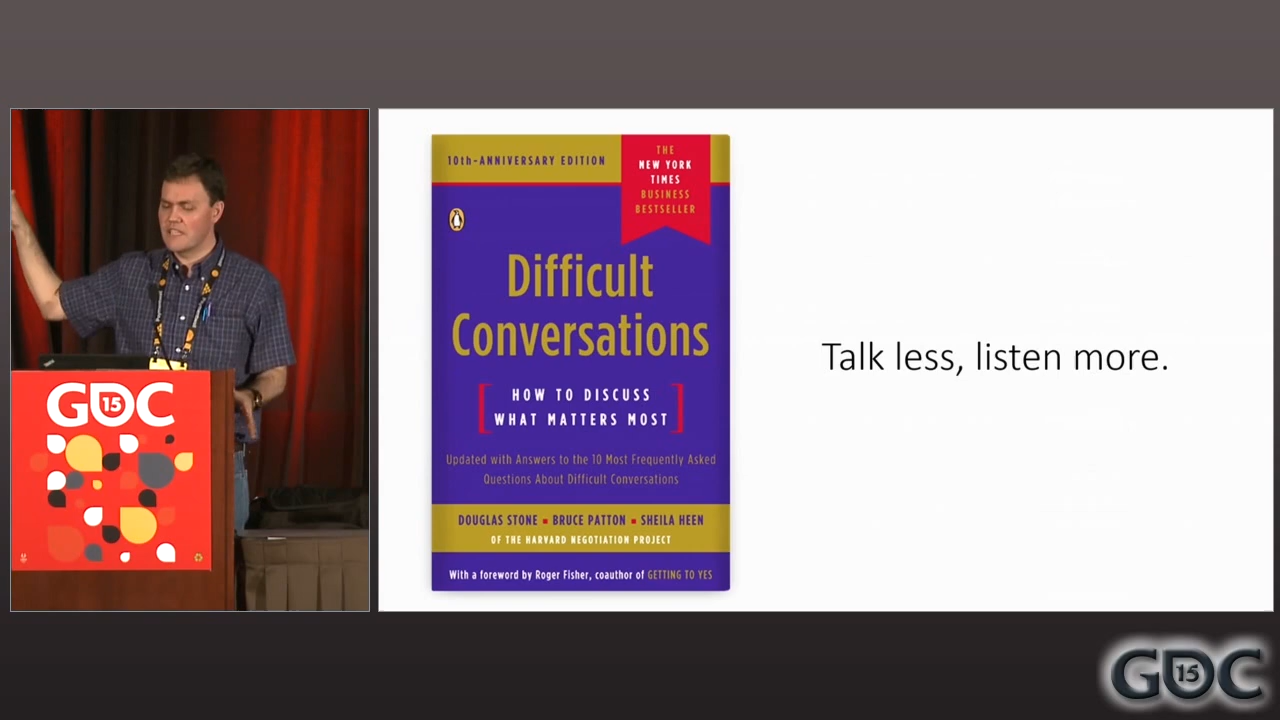 GDC
15
10th-ANNIVERSARY EDITION
THE
NEW YORK
TIMES
BUSINESS
BESTSELLER
Difficult
Conversations
[HOW TO DISCUSS
WHAT MATTERS MOST]
Updated with Answers to the 10 Most Frequently Asked
Questions About Difficult Conversations
DOUGLAS STONE ▪ BRUCE PATTON ▪ SHEILA HEEN
OF THE HARVARD NEGOTIATION PROJECT
With a foreword by Roger Fisher, coauthor of GETTING TO YES
Talk less, listen more.
GDC
15